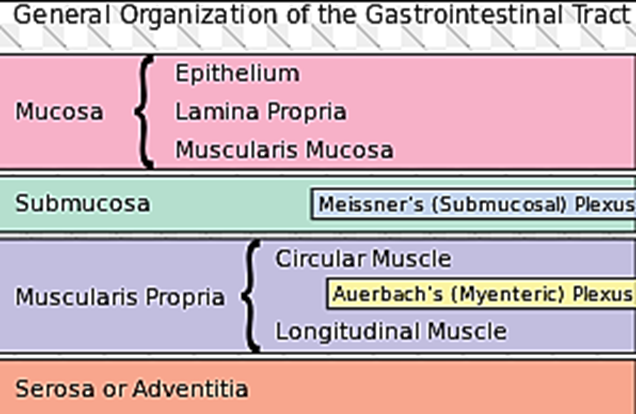 General Organization of the Gastrointestinal Tract
Epithelium
Mucosa
Lamina Propria
Muscularis Mucosa
Submucosa
Meissner's (Submucosal) Plexus
Circular Muscle
Muscularis Propria
Auerbach's (Myenteric) Plexus
Longitudinal Muscle
Serosa or Adventitia